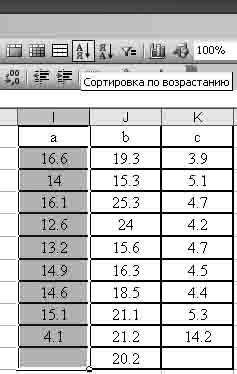 А Я Я А √= 100%
,00 ,0
Сортировка по возрастанию
I J K
a b c
16.6 19.3 3.9
14 15.3 5.1
16.1 25.3 4.7
12.6 24 4.2
13.2 15.6 4.7
14.9 16.3 4.5
14.6 18.5 4.4
15.1 21.1 5.3
4.1 21.2 14.2
20.2